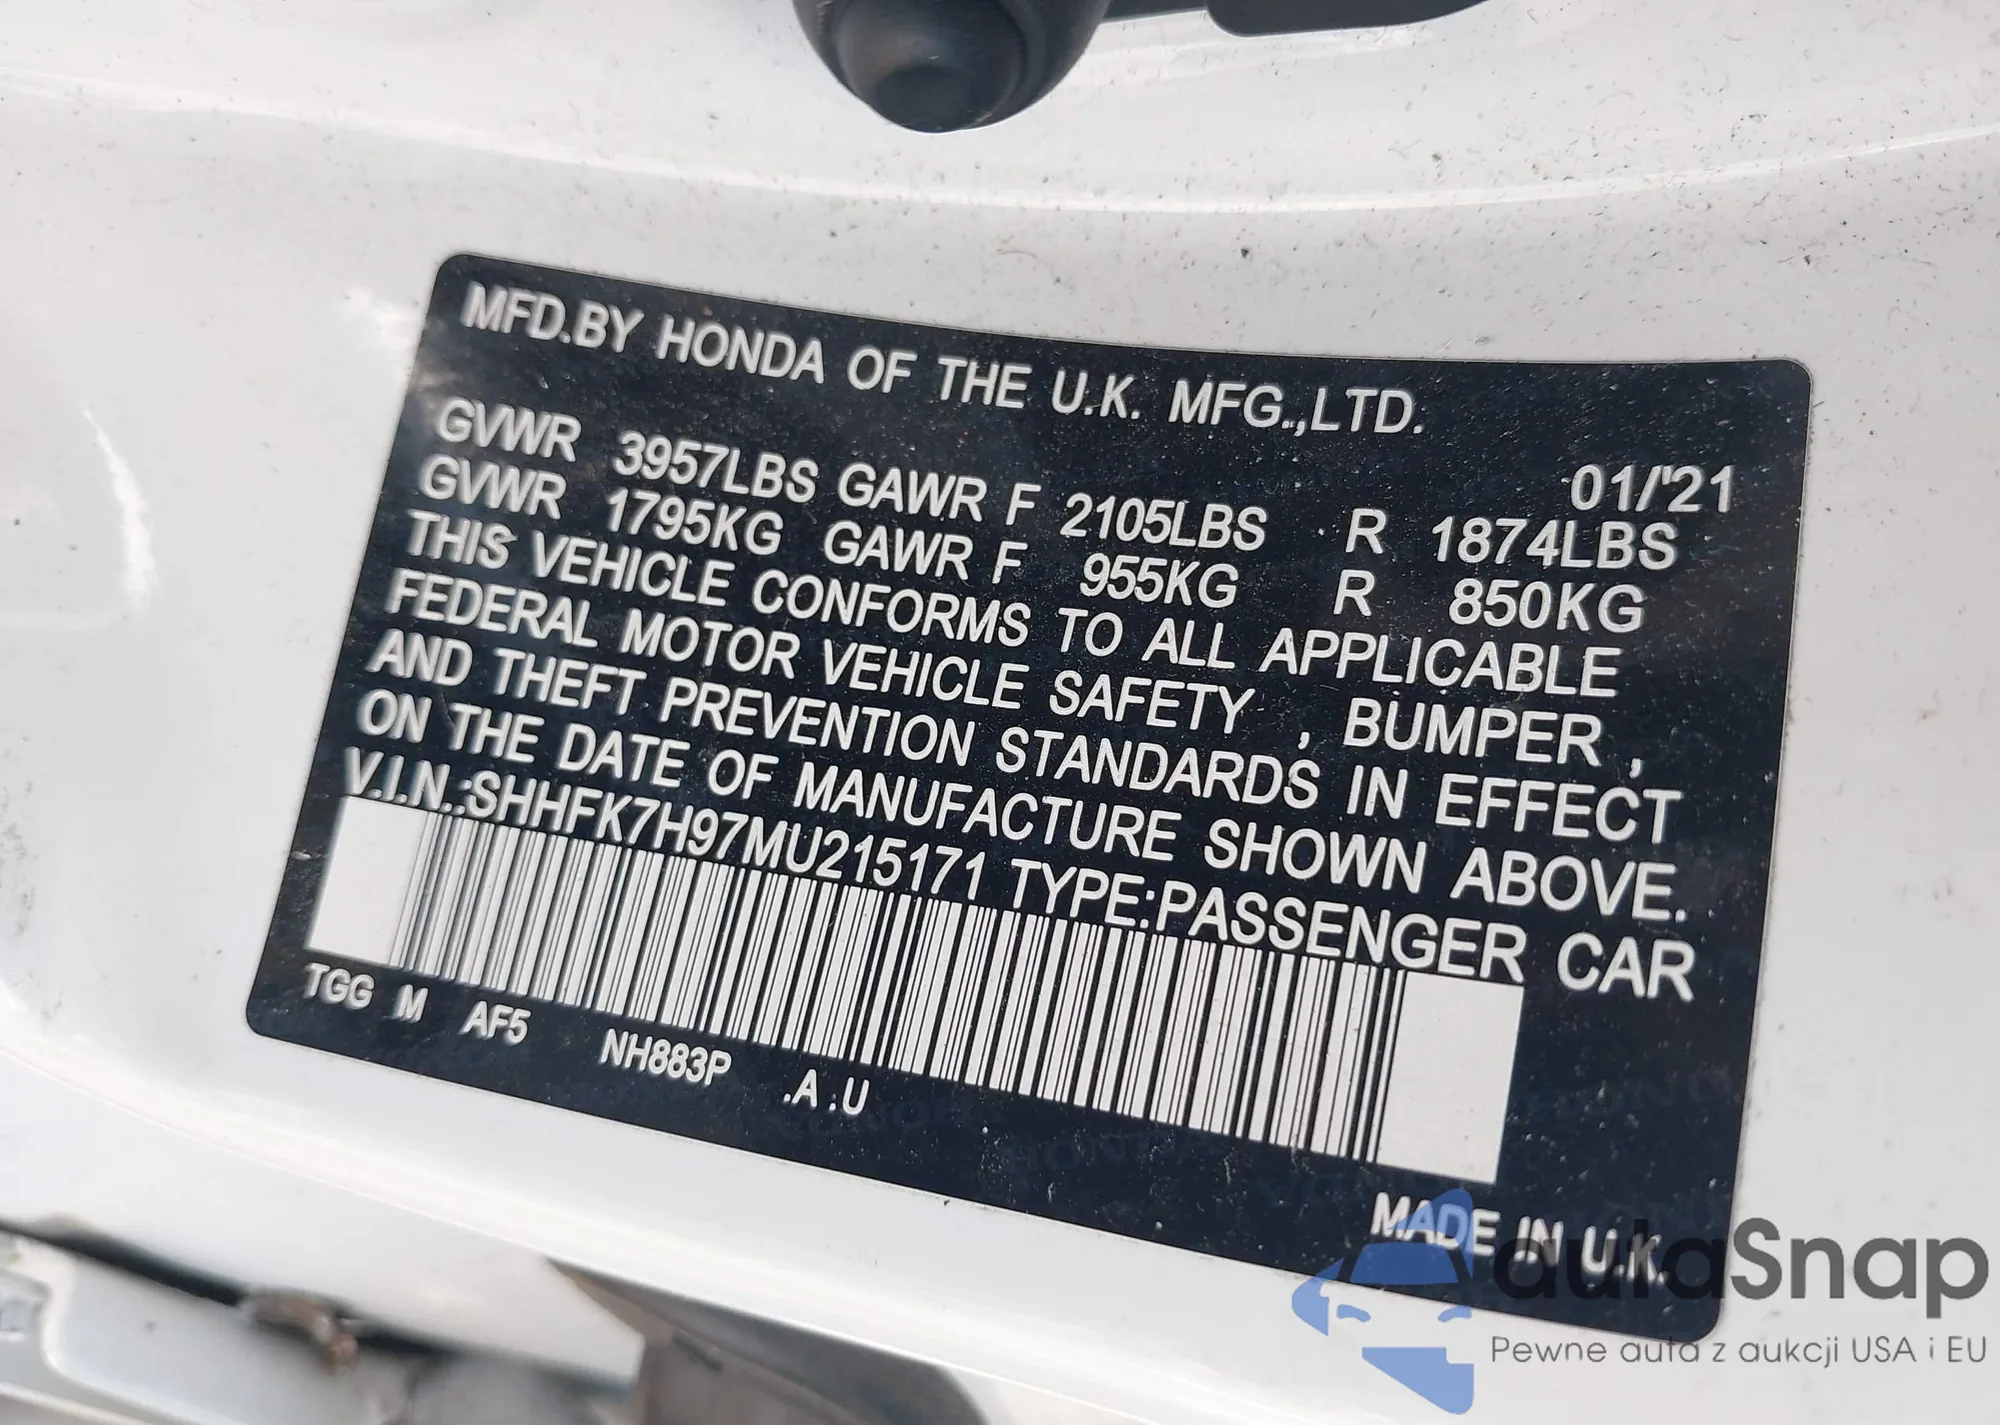 MFD.BY HONDA OF THE U.K. MFG.,LTD.
01/'21
GVWR 3957LBS GAWR F 2105LBS R 1874LBS
GVWR 1795KG GAWR F 955KG R 850KG
THIS VEHICLE CONFORMS TO ALL APPLICABLE
FEDERAL MOTOR VEHICLE SAFETY , BUMPER ,
AND THEFT PREVENTION STANDARDS IN EFFECT
ON THE DATE OF MANUFACTURE SHOWN ABOVE.
V.I.N.:SHHFK7H97MU215171 TYPE:PASSENGER CAR
TGG M AF5 NH883P .A.U
MADE IN U.K.
autaSnap
Pewne auta z aukcji USA i EU